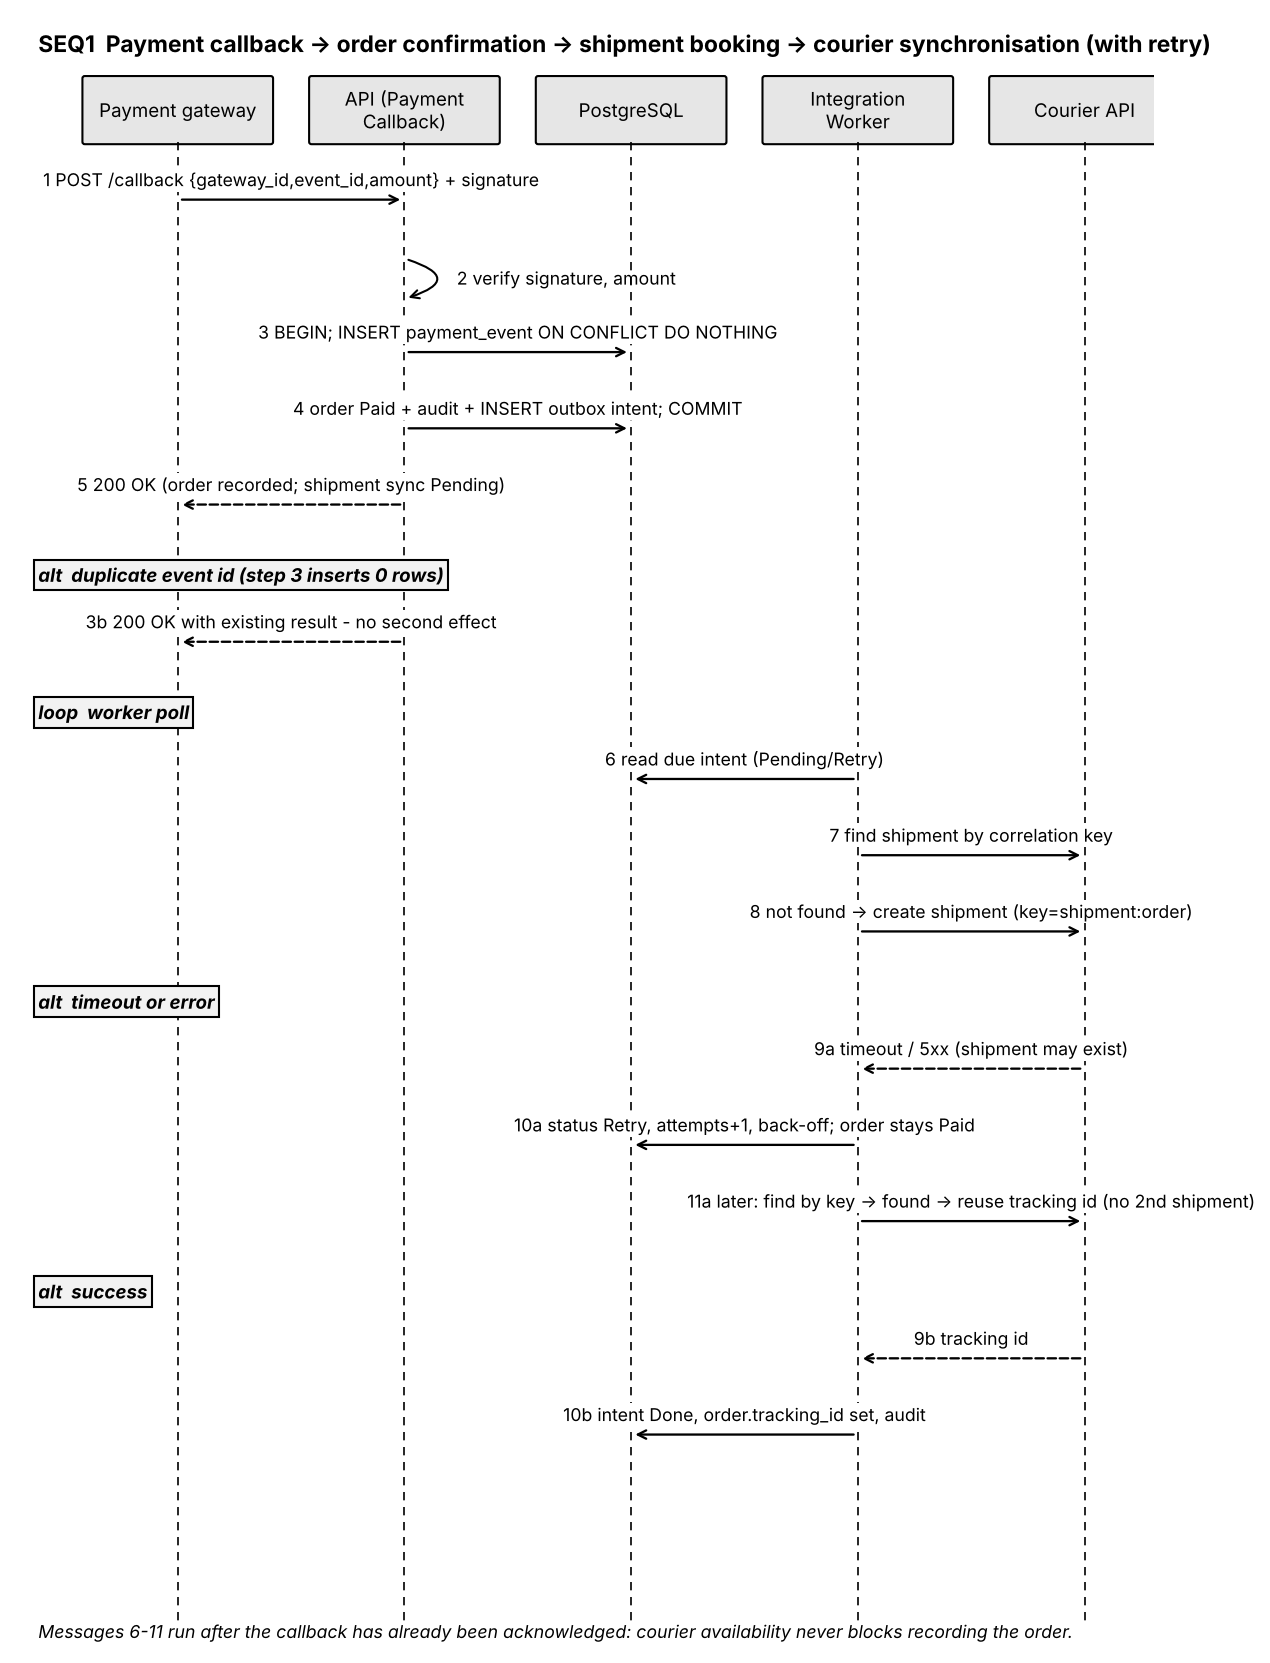 SEQ1 Payment callback → order confirmation → shipment booking → courier synchronisation (with retry)
Payment gateway
API (Payment
Callback)
PostgreSQL
Integration
Worker
Courier API
1 POST /callback {gateway_id,event_id,amount} + signature
2 verify signature, amount
3 BEGIN; INSERT payment_event ON CONFLICT DO NOTHING
4 order Paid + audit + INSERT outbox intent; COMMIT
5 200 OK (order recorded; shipment sync Pending)
alt duplicate event id (step 3 inserts 0 rows)
3b 200 OK with existing result - no second effect
loop worker poll
6 read due intent (Pending/Retry)
7 find shipment by correlation key
8 not found → create shipment (key=shipment:order)
alt timeout or error
9a timeout / 5xx (shipment may exist)
10a status Retry, attempts+1, back-off; order stays Paid
11a later: find by key → found → reuse tracking id (no 2nd shipment)
alt success
9b tracking id
10b intent Done, order.tracking_id set, audit
Messages 6-11 run after the callback has already been acknowledged: courier availability never blocks recording the order.